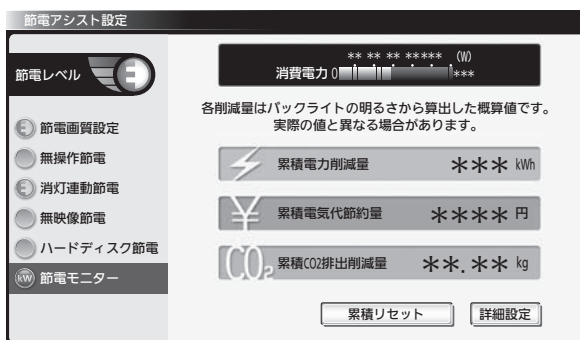 節電アシスト設定
節電レベル
E
節電画質設定
無操作節電
消灯連動節電
無映像節電
ハードディスク節電
kW 節電モニター
** ** ** ***** (W)
消費電力 0 ***
各削減量はバックライトの明るさから算出した概算値です。
実際の値と異なる場合があります。
累積電力削減量 *** kWh
¥ 累積電気代節約量 **** 円
CO2 累積CO2排出削減量 **.** kg
累積リセット 詳細設定